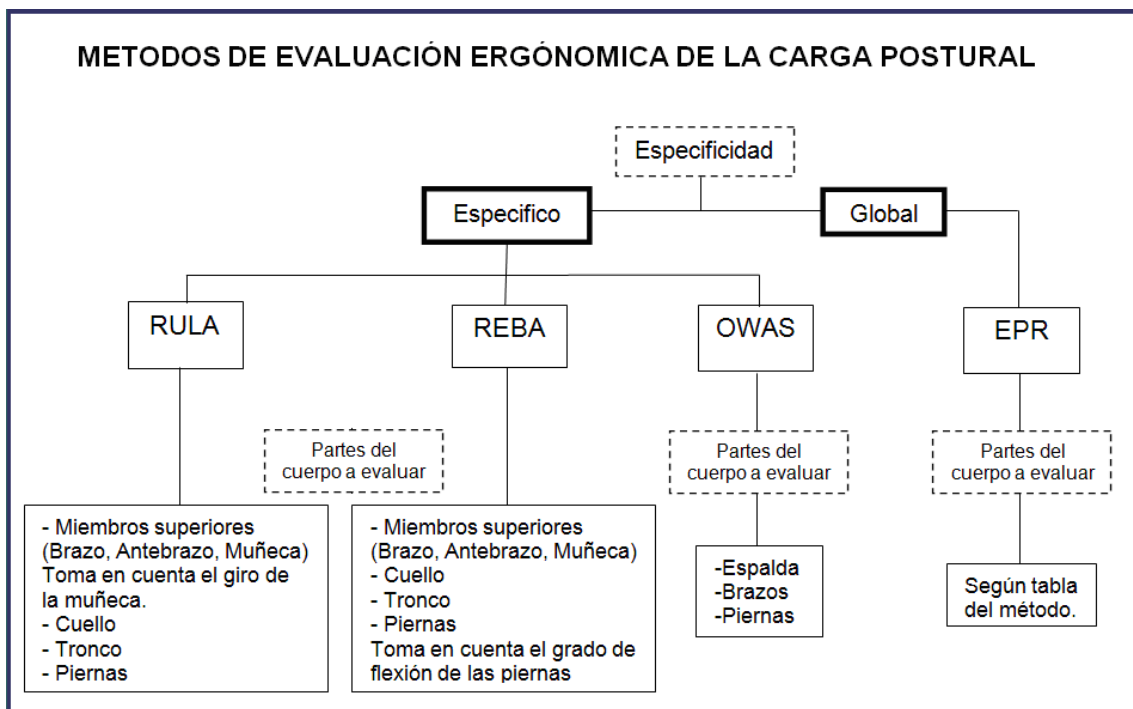 METODOS DE EVALUACIÓN ERGÓNOMICA DE LA CARGA POSTURAL
Especificidad
Especifico
Global
RULA
REBA
OWAS
EPR
Partes del
cuerpo a evaluar
Partes del
cuerpo a evaluar
Partes del
cuerpo a evaluar
- Miembros superiores
(Brazo, Antebrazo, Muñeca)
Toma en cuenta el giro de
la muñeca.
- Cuello
- Tronco
- Piernas
- Miembros superiores
(Brazo, Antebrazo, Muñeca)
- Cuello
- Tronco
- Piernas
Toma en cuenta el grado de
flexión de las piernas
-Espalda
-Brazos
-Piernas
Según tabla
del método.